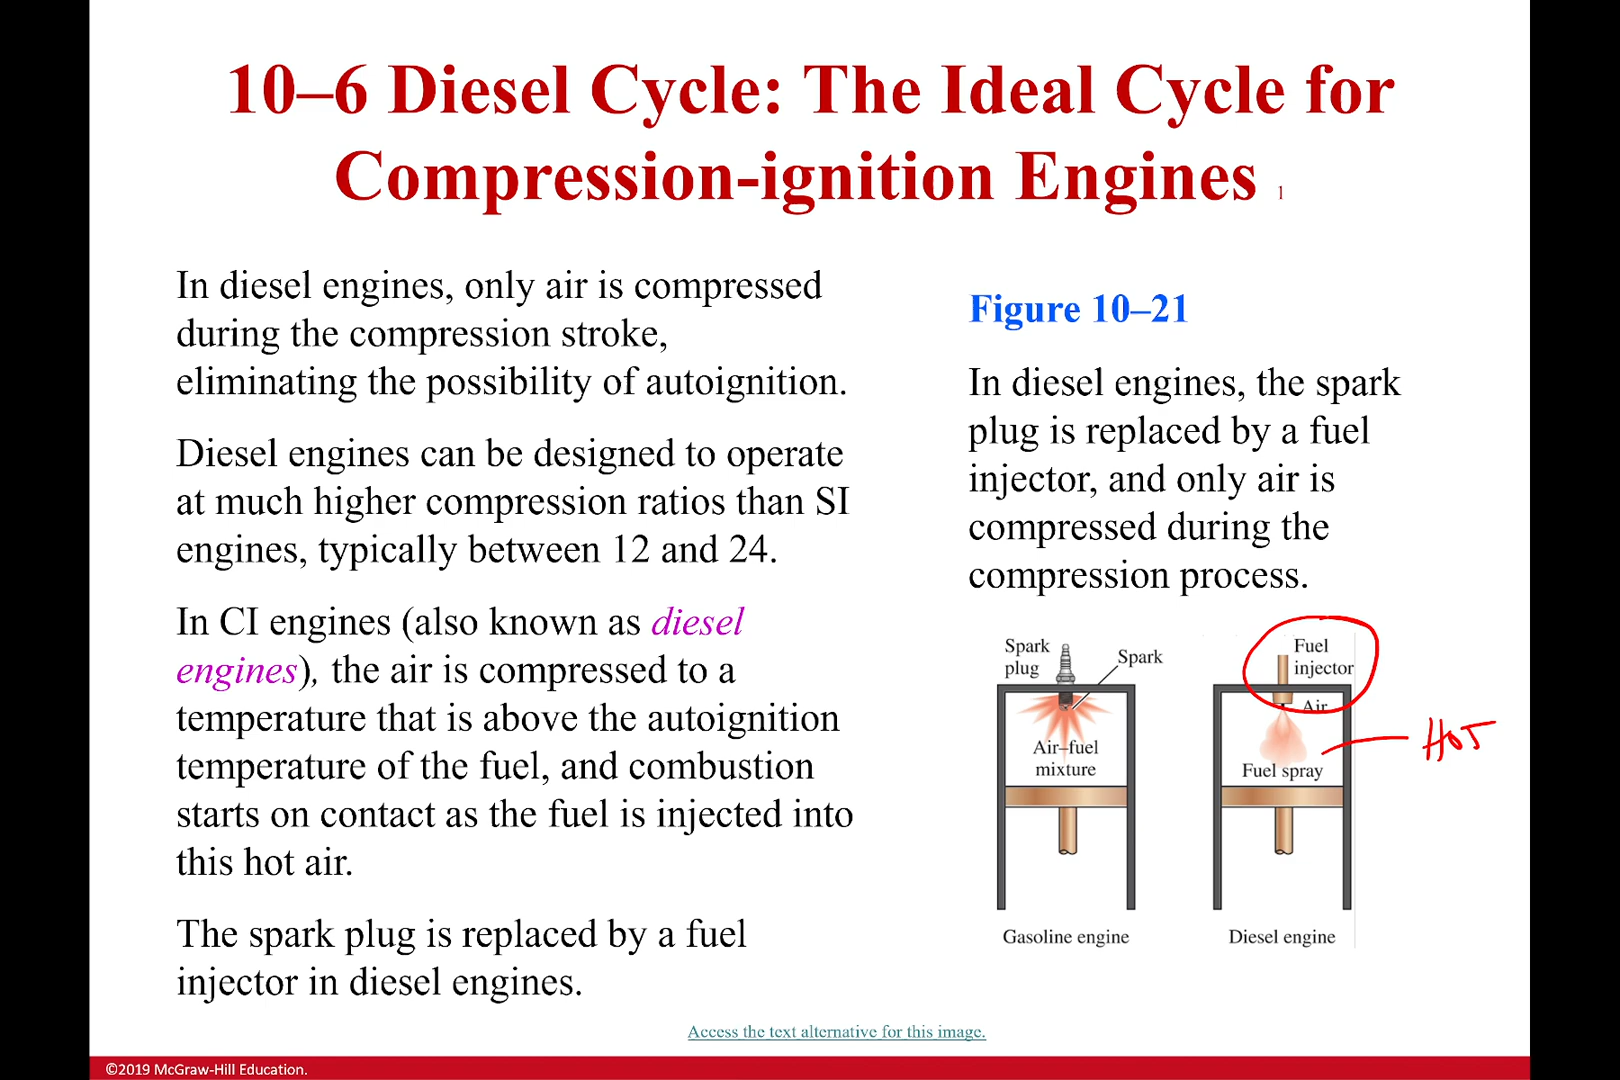 10–6 Diesel Cycle: The Ideal Cycle for
Compression-ignition Engines 1
In diesel engines, only air is compressed
during the compression stroke,
eliminating the possibility of autoignition.
Diesel engines can be designed to operate
at much higher compression ratios than SI
engines, typically between 12 and 24.
In CI engines (also known as diesel
engines), the air is compressed to a
temperature that is above the autoignition
temperature of the fuel, and combustion
starts on contact as the fuel is injected into
this hot air.
The spark plug is replaced by a fuel
injector in diesel engines.
Figure 10–21
In diesel engines, the spark
plug is replaced by a fuel
injector, and only air is
compressed during the
compression process.
Spark
plug
Spark
Air–fuel
mixture
Gasoline engine
Fuel
injector
Air
Fuel spray
HOT
Diesel engine
Access the text alternative for this image.
©2019 McGraw-Hill Education.